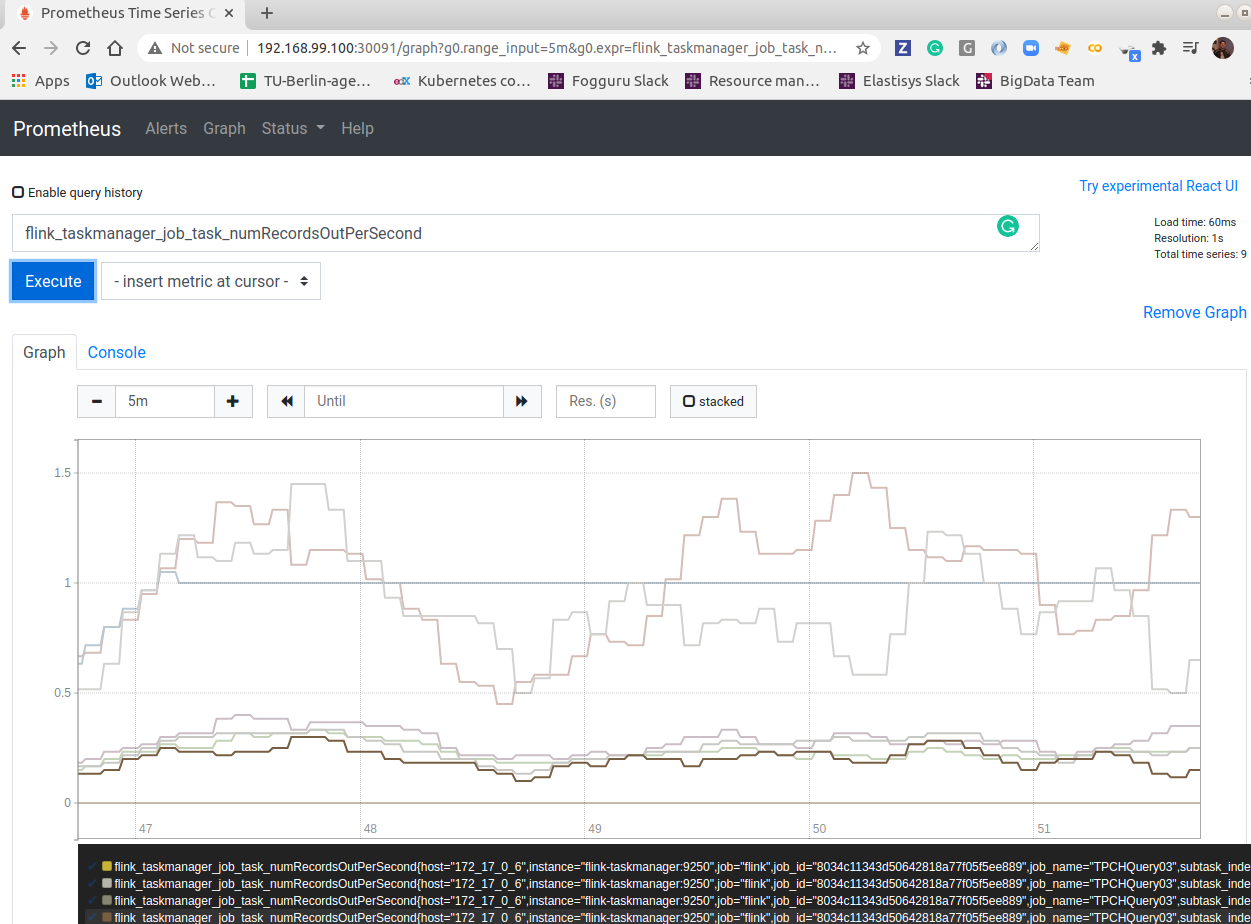 Prometheus Time Series C
Not secure
192.168.99.100:30091/graph?g0.range_input=5m&g0.expr=flink_taskmanager_job_task_n...
Apps
Outlook Web...
TU-Berlin-age...
edX
Kubernetes co...
Fogguru Slack
Resource man...
Elastisys Slack
BigData Team
Prometheus
Alerts
Graph
Status
Help
Enable query history
Try experimental React UI
flink_taskmanager_job_task_numRecordsOutPerSecond
Load time: 60ms
Resolution: 1s
Total time series: 9
Execute
- insert metric at cursor -
Remove Graph
Graph
Console
5m
Until
Res. (s)
stacked
1.5
1
0.5
0
47
48
49
50
51
flink_taskmanager_job_task_numRecordsOutPerSecond{host="172_17_0_6",instance="flink-taskmanager:9250",job="flink",job_id="8034c11343d50642818a77f05f5ee889",job_name="TPCHQuery03",subtask_inde
flink_taskmanager_job_task_numRecordsOutPerSecond{host="172_17_0_6",instance="flink-taskmanager:9250",job="flink",job_id="8034c11343d50642818a77f05f5ee889",job_name="TPCHQuery03",subtask_inde
flink_taskmanager_job_task_numRecordsOutPerSecond{host="172_17_0_6",instance="flink-taskmanager:9250",job="flink",job_id="8034c11343d50642818a77f05f5ee889",job_name="TPCHQuery03",subtask_inde
flink_taskmanager_job_task_numRecordsOutPerSecond{host="172_17_0_6",instance="flink-taskmanager:9250",job="flink",job_id="8034c11343d50642818a77f05f5ee889",job_name="TPCHQuery03",subtask_inde